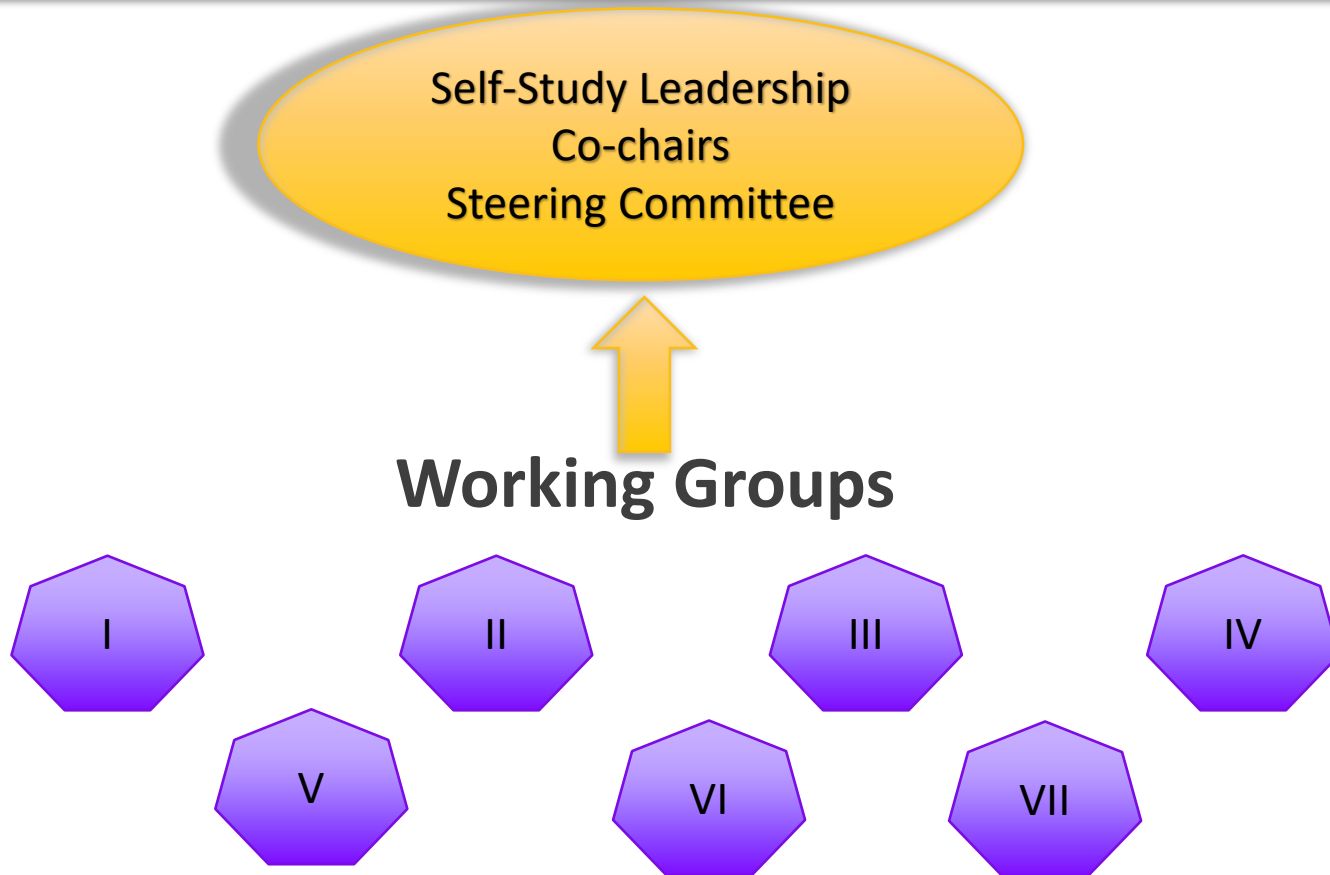 Self-Study Leadership
Co-chairs
Steering Committee
Working Groups
I
II
III
IV
V
VI
VII